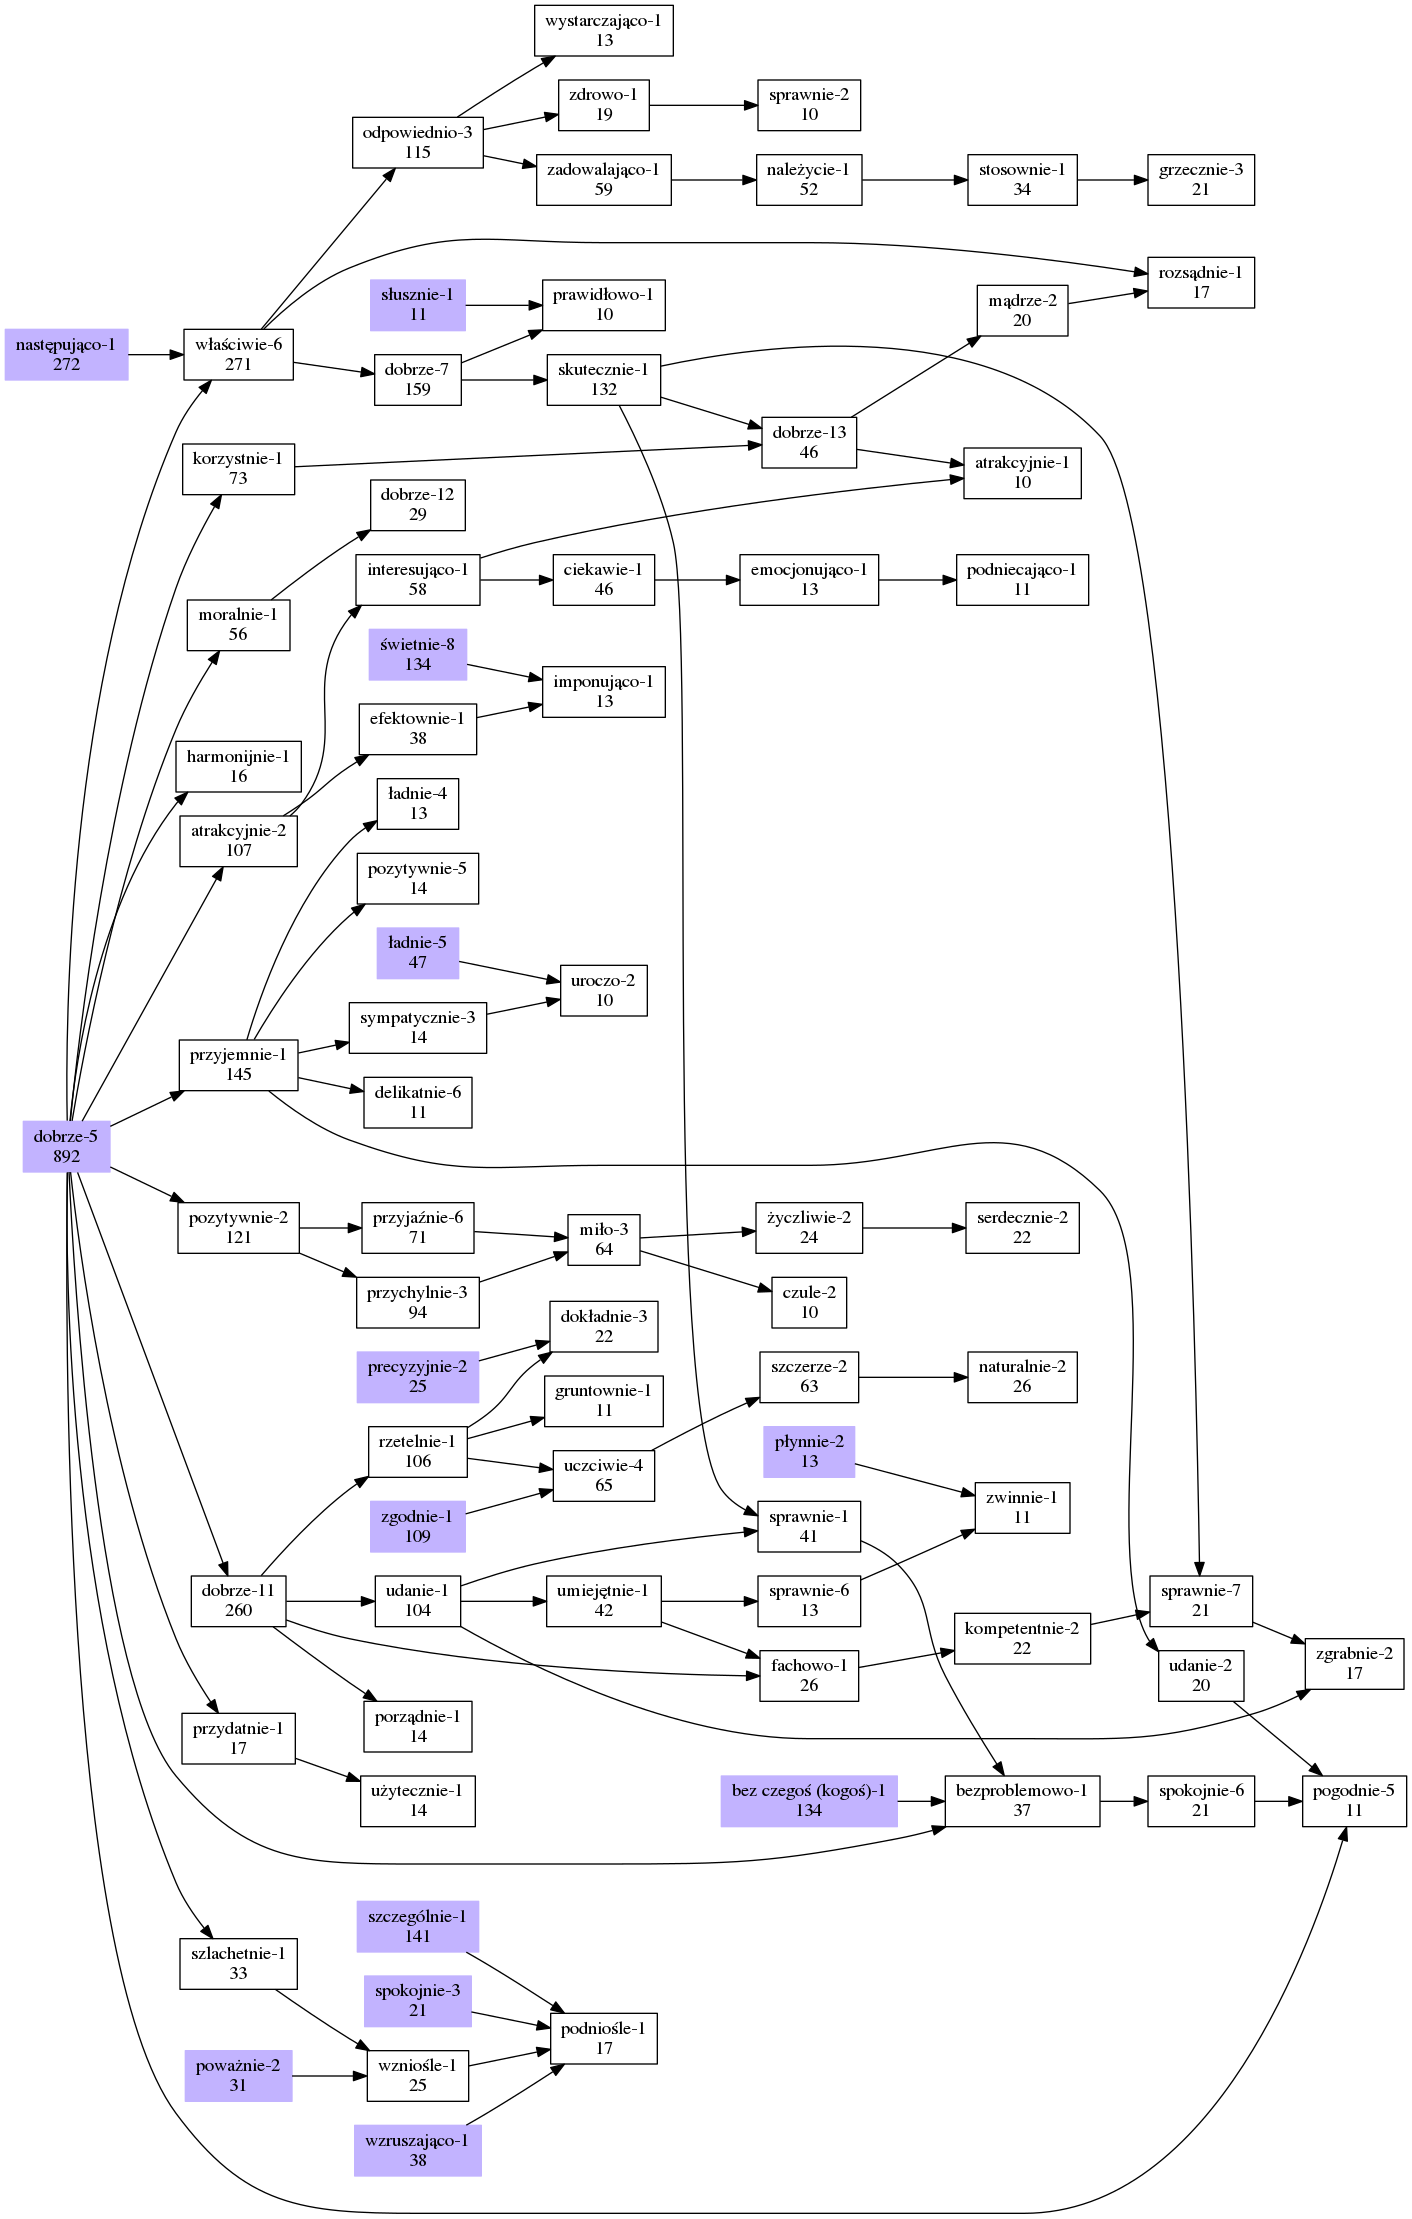 wystarczająco-1
13
zdrowo-1
19
sprawnie-2
10
odpowiednio-3
115
zadowalająco-1
59
należycie-1
52
stosownie-1
34
grzecznie-3
21
rozsądnie-1
17
słusznie-1
11
prawidłowo-1
10
mądrze-2
20
następująco-1
272
właściwie-6
271
dobrze-7
159
skutecznie-1
132
dobrze-13
46
korzystnie-1
73
atrakcyjnie-1
10
dobrze-12
29
interesująco-1
58
ciekawie-1
46
emocjonująco-1
13
podniecająco-1
11
moralnie-1
56
świetnie-8
134
imponująco-1
13
efektownie-1
38
harmonijnie-1
16
ładnie-4
13
atrakcyjnie-2
107
pozytywnie-5
14
ładnie-5
47
uroczo-2
10
sympatycznie-3
14
przyjemnie-1
145
delikatnie-6
11
dobrze-5
892
pozytywnie-2
121
przyjaźnie-6
71
miło-3
64
życzliwie-2
24
serdecznie-2
22
przychylnie-3
94
czule-2
10
dokładnie-3
22
precyzyjnie-2
25
szczerze-2
63
naturalnie-2
26
gruntownie-1
11
rzetelnie-1
106
uczciwie-4
65
płynnie-2
13
zwinnie-1
11
zgodnie-1
109
sprawnie-1
41
dobrze-11
260
udanie-1
104
umiejętnie-1
42
sprawnie-6
13
sprawnie-7
21
kompetentnie-2
22
zgrabnie-2
17
fachowo-1
26
udanie-2
20
porządnie-1
14
przydatnie-1
17
użytecznie-1
14
bez czegoś (kogoś)-1
134
bezproblemowo-1
37
spokojnie-6
21
pogodnie-5
11
szczególnie-1
141
szlachetnie-1
33
spokojnie-3
21
podniośle-1
17
poważnie-2
31
wzniośle-1
25
wzruszająco-1
38